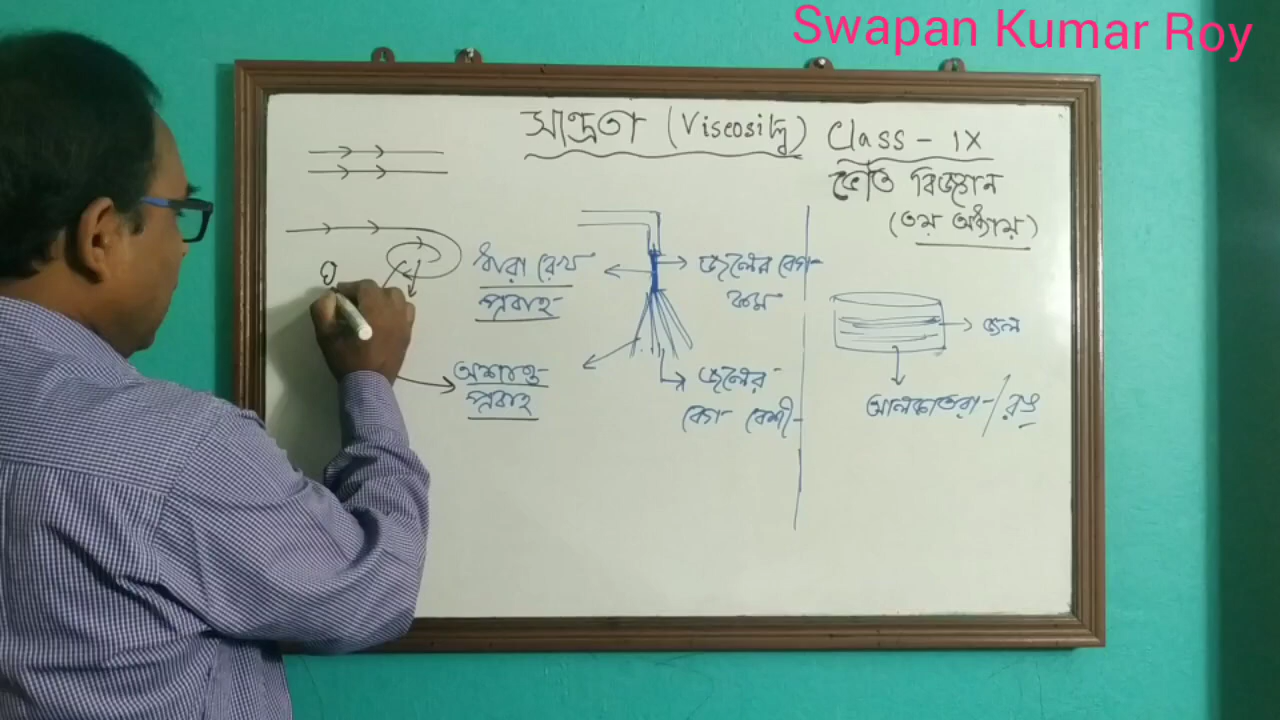 Swapan Kumar Roy
সান্দ্রতা (Viscosity) Class - IX
ভৌত বিজ্ঞান
(৩য় অধ্যায়)
ধারা রেখ
প্রবাহ
জলের বেগ
কম
অশান্ত
প্রবাহ
জলের
বেগ বেশী
জল
আলকাতরা / রঙ